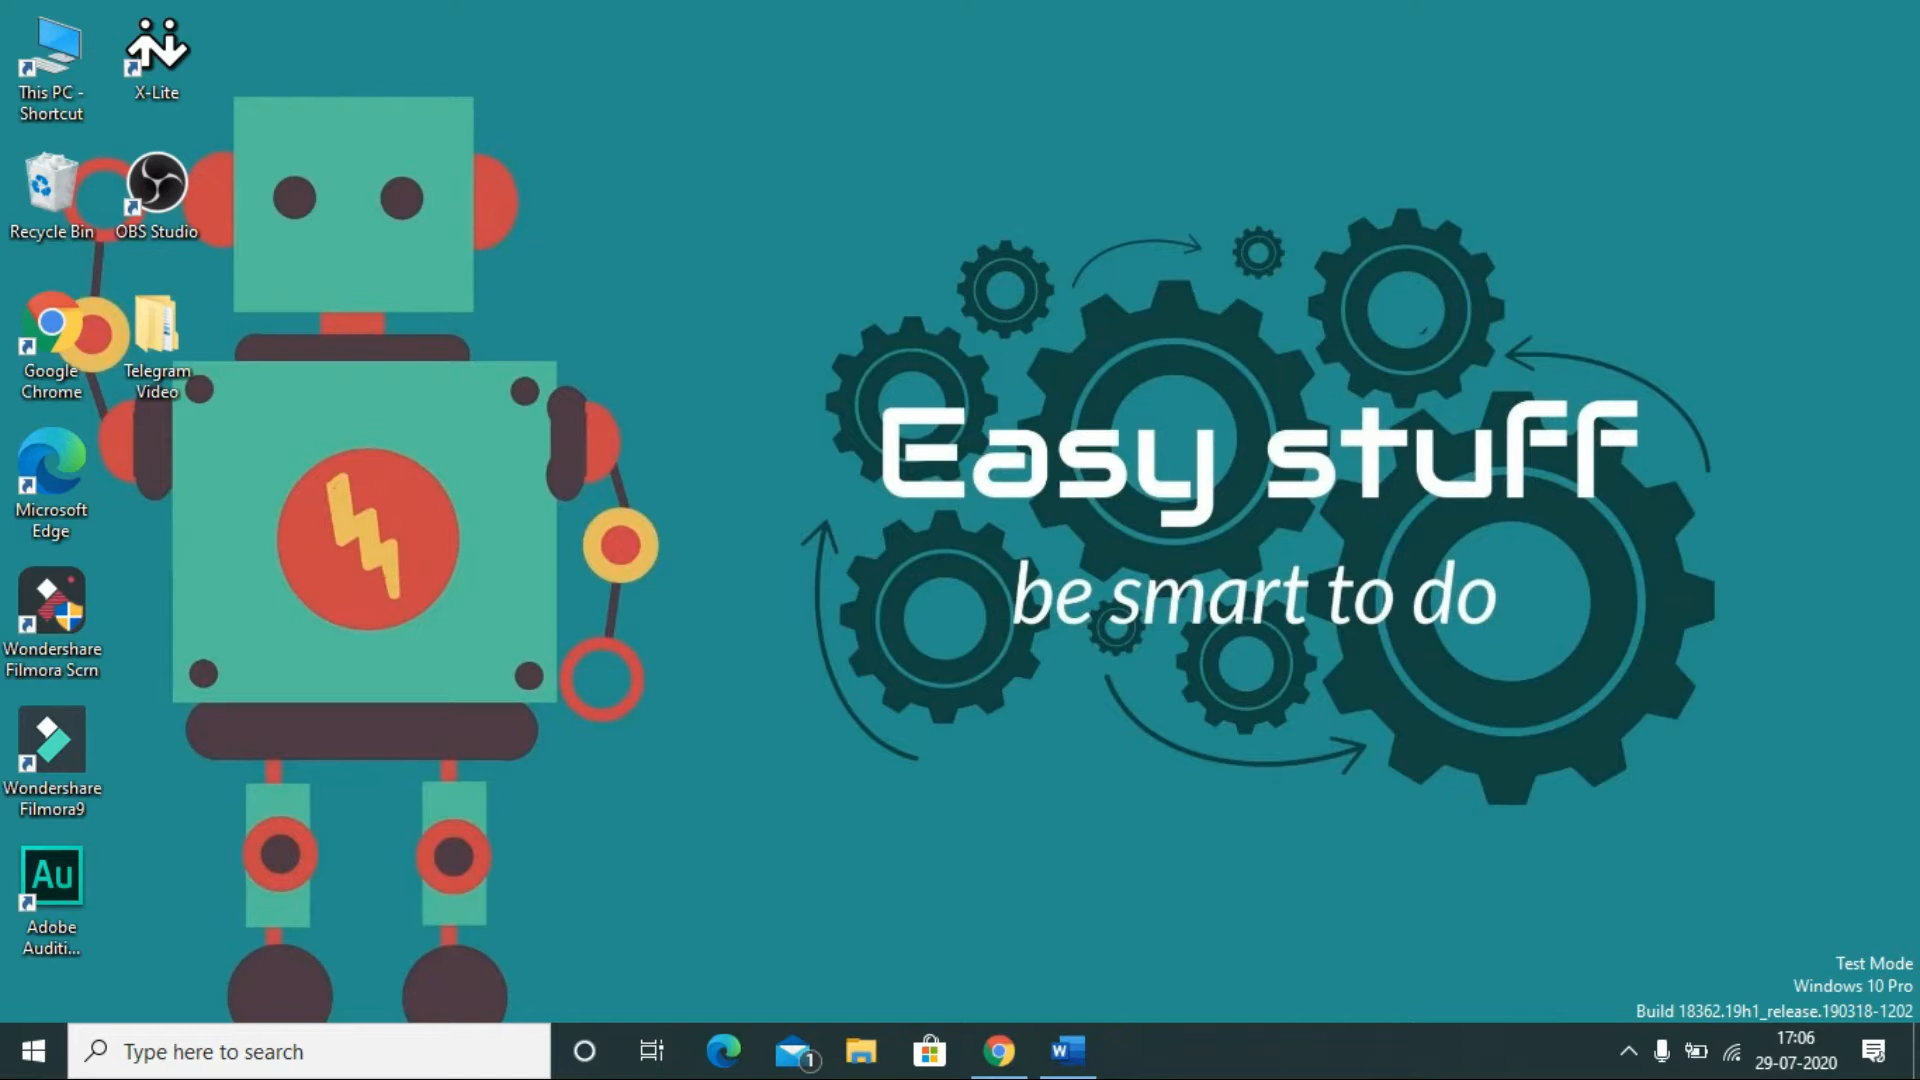 This PC -
Shortcut
X-Lite
Recycle Bin
OBS Studio
Google
Chrome
Telegram
Video
Microsoft
Edge
Wondershare
Filmora Scrn
Wondershare
Filmora9
Au
Adobe
Auditi...
Easy stuff
be smart to do
Test Mode
Windows 10 Pro
Build 18362.19h1_release.190318-1202
Type here to search
1
W
17:06
29-07-2020